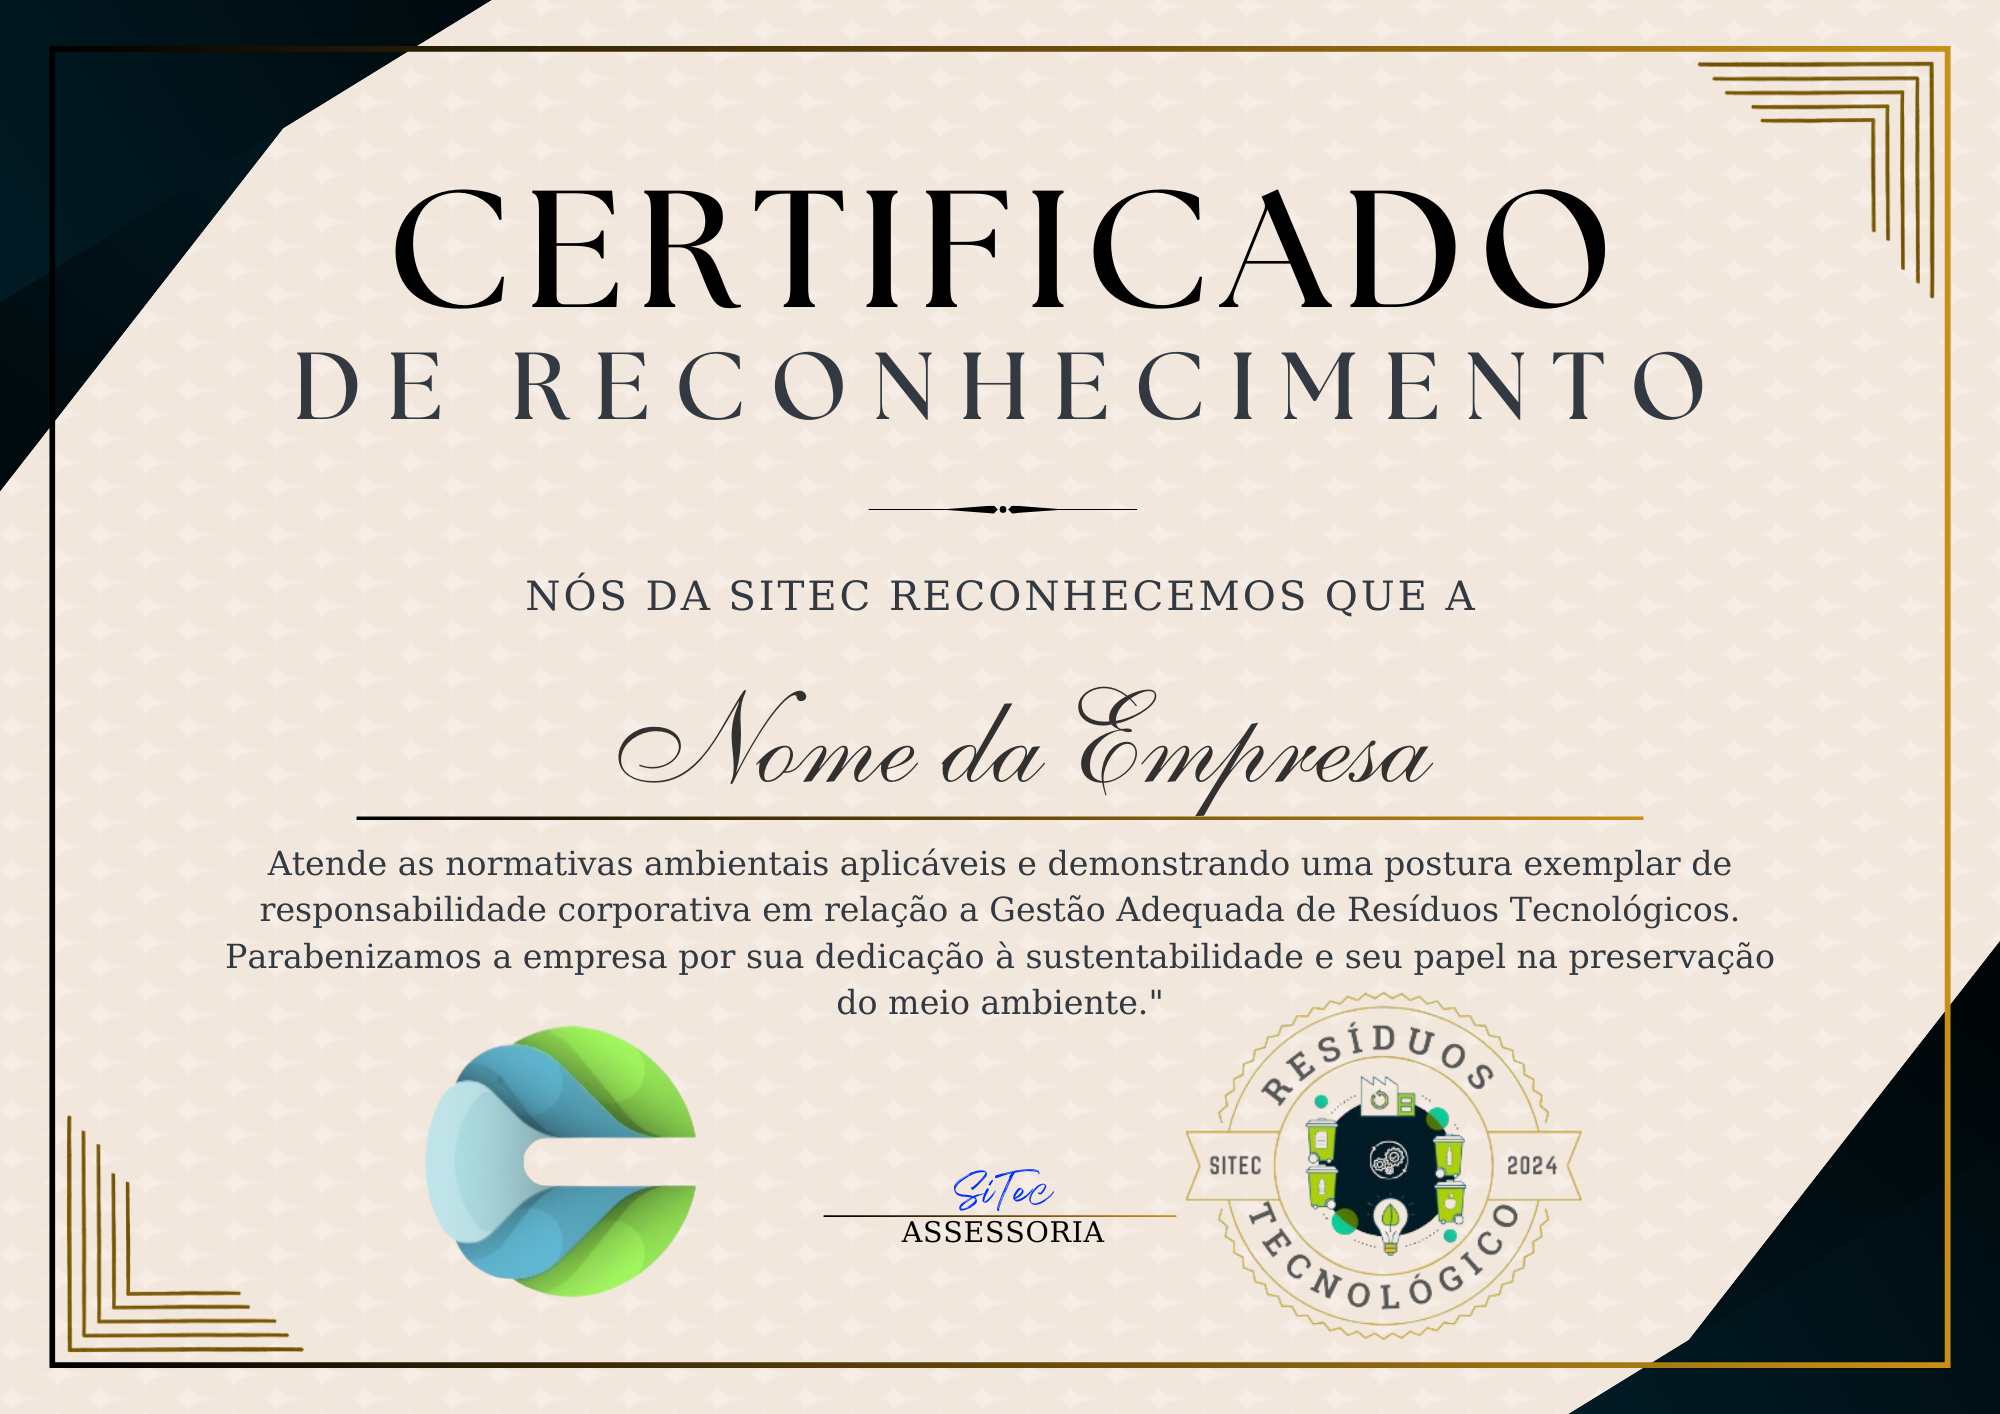 CERTIFICADO
DE RECONHECIMENTO
NÓS DA SITEC RECONHECEMOS QUE A
Nome da Empresa
Atende as normativas ambientais aplicáveis e demonstrando uma postura exemplar de
responsabilidade corporativa em relação a Gestão Adequada de Resíduos Tecnológicos.
Parabenizamos a empresa por sua dedicação à sustentabilidade e seu papel na preservação
do meio ambiente."
SiTec
ASSESSORIA
RESÍDUOS
SITEC
2024
TECNOLÓGICO